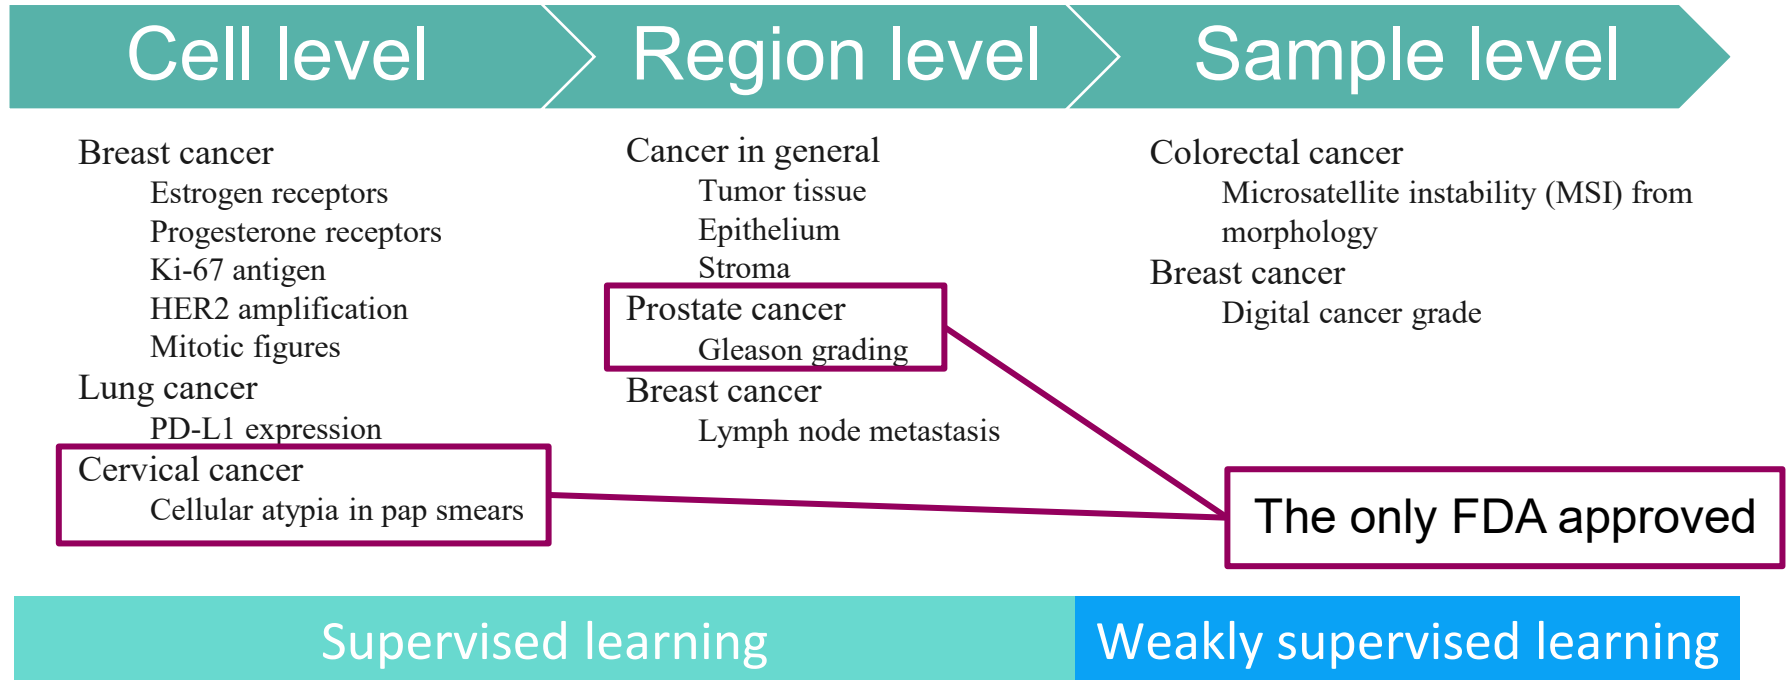 Cell level
Region level
Sample level
Breast cancer
Estrogen receptors
Progesterone receptors
Ki-67 antigen
HER2 amplification
Mitotic figures
Lung cancer
PD-L1 expression
Cervical cancer
Cellular atypia in pap smears
Cancer in general
Tumor tissue
Epithelium
Stroma
Prostate cancer
Gleason grading
Breast cancer
Lymph node metastasis
Colorectal cancer
Microsatellite instability (MSI) from
morphology
Breast cancer
Digital cancer grade
The only FDA approved
Supervised learning
Weakly supervised learning